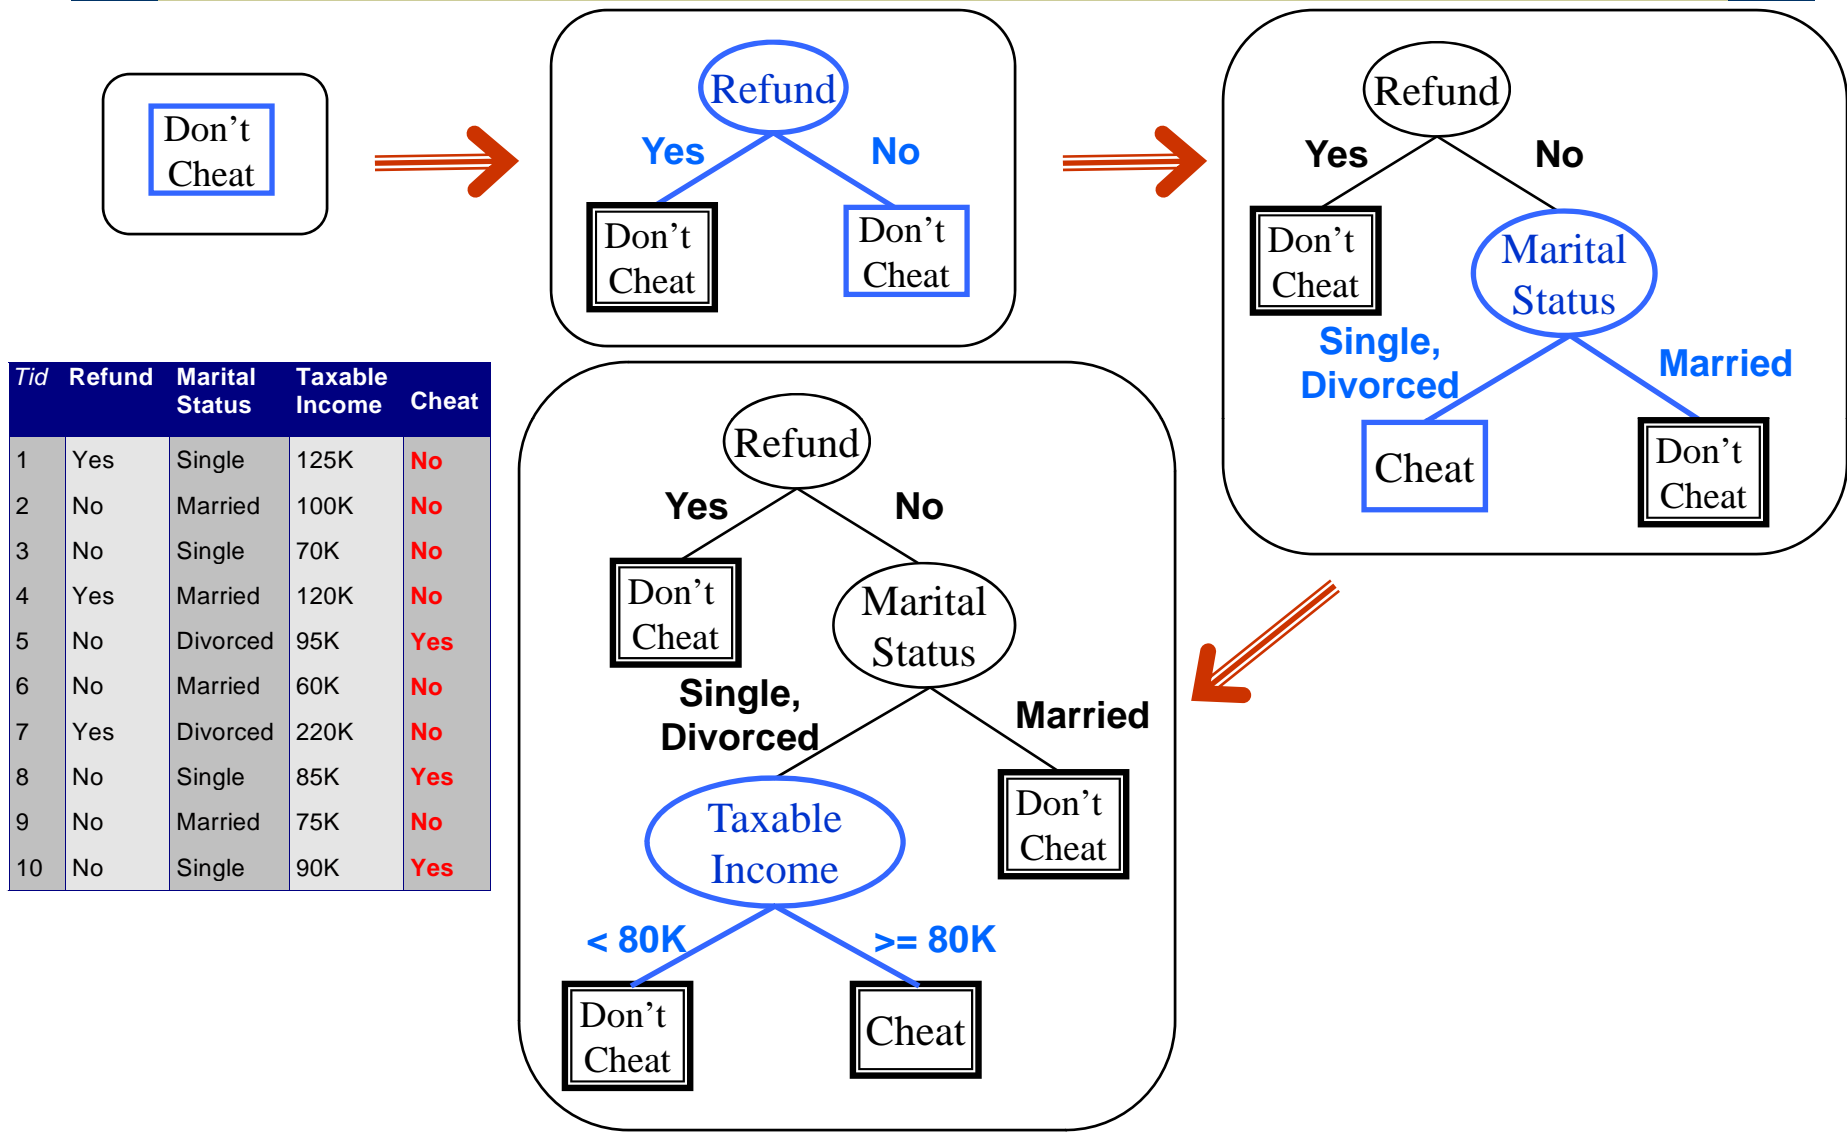 Don't
Cheat
Refund
Yes
No
Don't
Cheat
Don't
Cheat
Refund
Yes
No
Don't
Cheat
Marital
Status
Single,
Divorced
Married
Cheat
Don't
Cheat
Tid Refund Marital Status Taxable Income Cheat
1 Yes Single 125K No
2 No Married 100K No
3 No Single 70K No
4 Yes Married 120K No
5 No Divorced 95K Yes
6 No Married 60K No
7 Yes Divorced 220K No
8 No Single 85K Yes
9 No Married 75K No
10 No Single 90K Yes
Refund
Yes
No
Don't
Cheat
Marital
Status
Single,
Divorced
Married
Taxable
Income
Don't
Cheat
< 80K
>= 80K
Don't
Cheat
Cheat